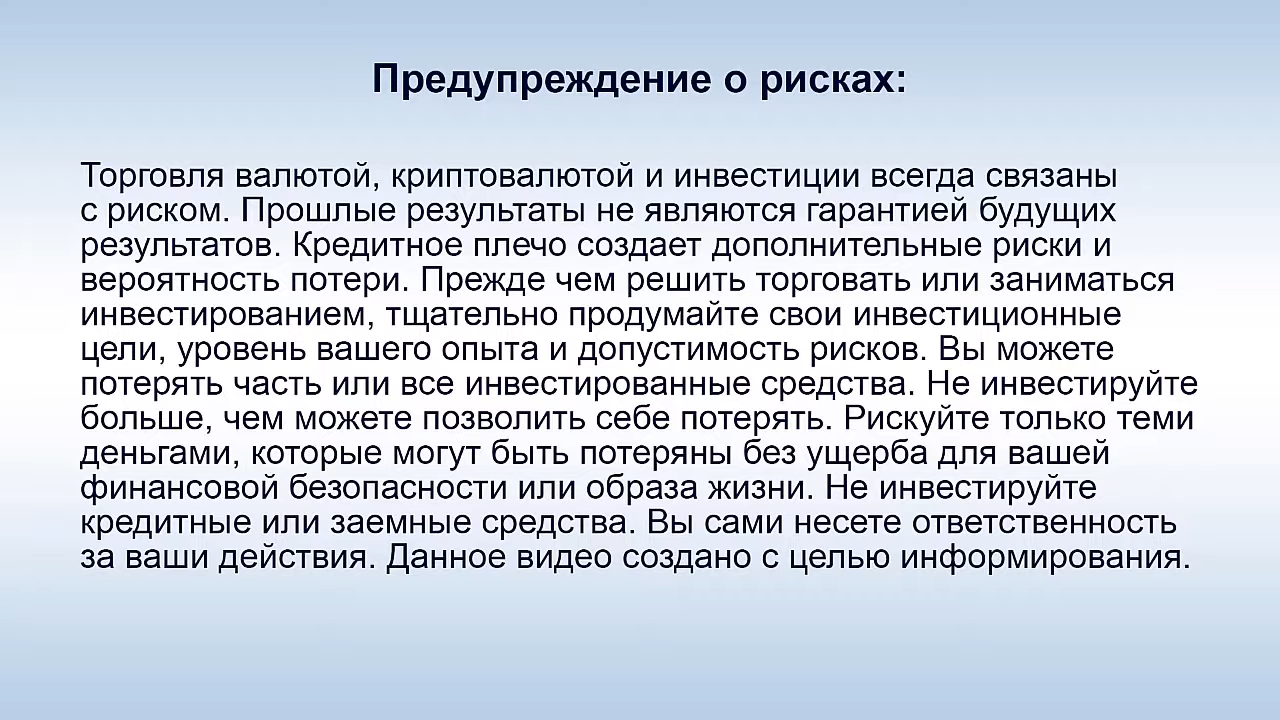 Предупреждение о рисках:
Торговля валютой, криптовалютой и инвестиции всегда связаны
с риском. Прошлые результаты не являются гарантией будущих
результатов. Кредитное плечо создает дополнительные риски и
вероятность потери. Прежде чем решить торговать или заниматься
инвестированием, тщательно продумайте свои инвестиционные
цели, уровень вашего опыта и допустимость рисков. Вы можете
потерять часть или все инвестированные средства. Не инвестируйте
больше, чем можете позволить себе потерять. Рискуйте только теми
деньгами, которые могут быть потеряны без ущерба для вашей
финансовой безопасности или образа жизни. Не инвестируйте
кредитные или заемные средства. Вы сами несете ответственность
за ваши действия. Данное видео создано с целью информирования.